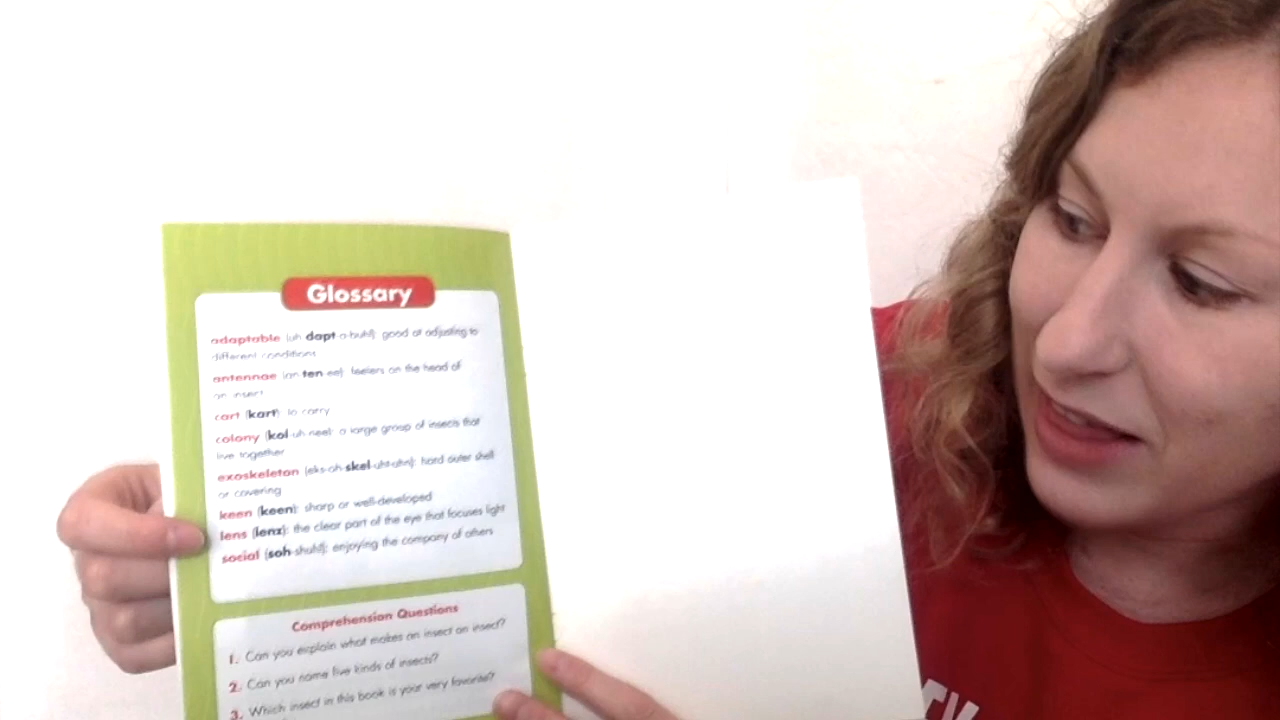 Glossary
adaptable (uh-dapt-a-buhl): good at adjusting to
different conditions
antennae (an-ten-ee): feelers on the head of
an insect
cart (kart): to carry
colony (kol-uh-nee): a large group of insects that
live together
exoskeleton (eks-oh-skel-uht-uhn): hard outer shell
or covering
keen (keen): sharp or well-developed
lens (lenz): the clear part of the eye that focuses light
social (soh-shuhl): enjoying the company of others
Comprehension Questions
1. Can you explain what makes an insect an insect?
2. Can you name five kinds of insects?
3. Which insect in this book is your very favorite?